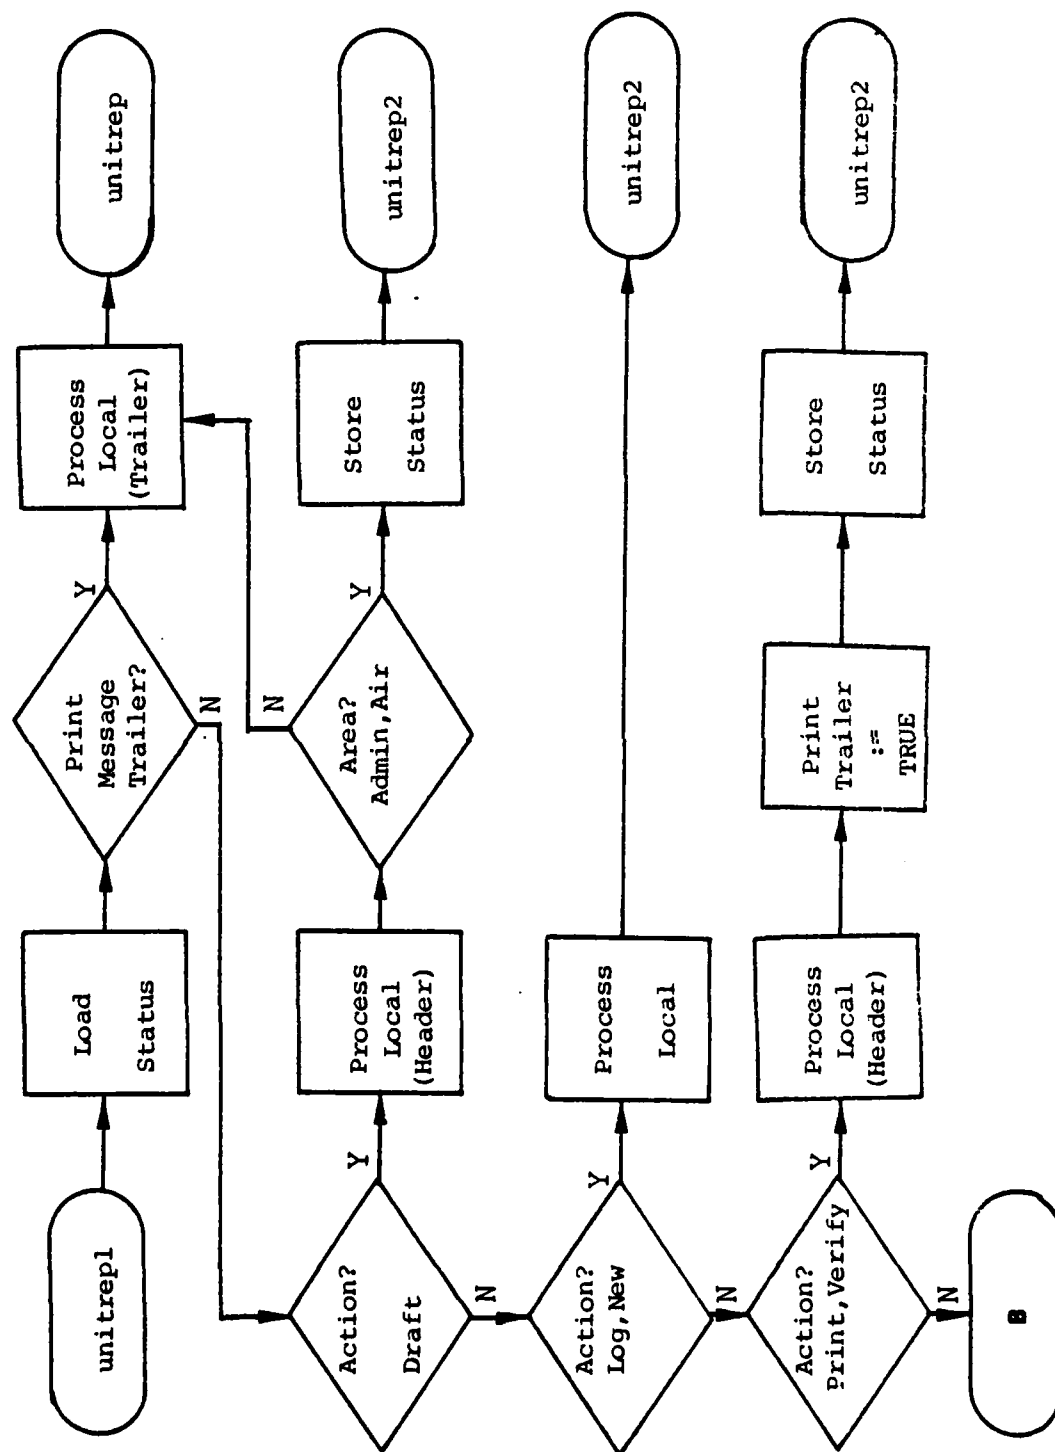 unitrep1
Load
Status
Print
Message
Trailer?
Y
N
Process
Local
(Trailer)
unitrep
Action?
Draft
Y
N
Process
Local
(Header)
Area?
Admin,Air
Y
N
Store
Status
unitrep2
Action?
Log,New
Y
N
Process
Local
unitrep2
Action?
Print,Verify
Y
N
Process
Local
(Header)
Print
Trailer
:=
TRUE
Store
Status
unitrep2
B